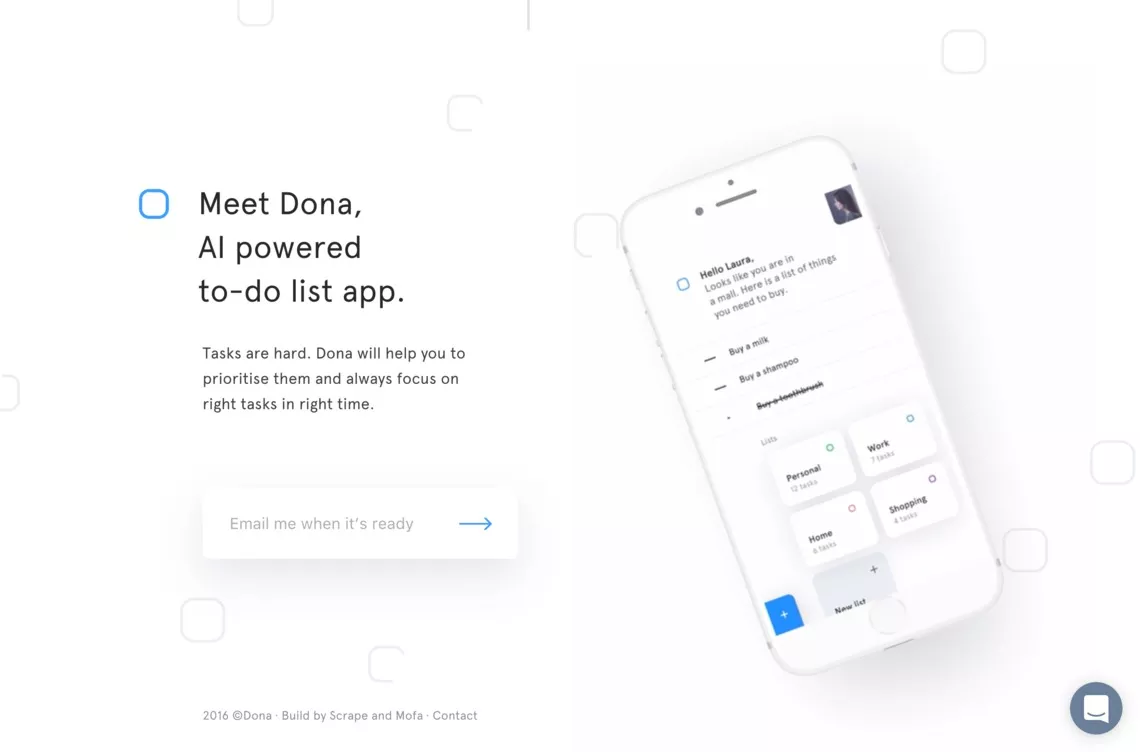 Meet Dona,
AI powered
to-do list app.
Tasks are hard. Dona will help you to
prioritise them and always focus on
right tasks in right time.
Email me when it's ready
2016 ©Dona · Build by Scrape and Mofa · Contact
Hello Laura,
Looks like you are in
a mall. Here is a list of things
you need to buy.
Buy a milk
Buy a shampoo
Buy a toothbrush
Lists
Personal
12 tasks
Work
7 tasks
Home
6 tasks
Shopping
4 tasks
New list